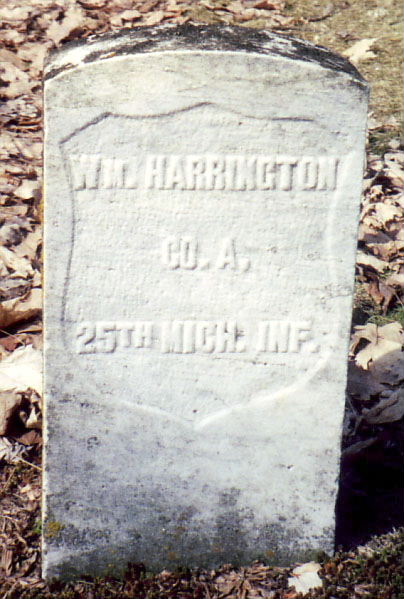 Wm. HARRINGTON
CO. A.
25TH MICH. INF.